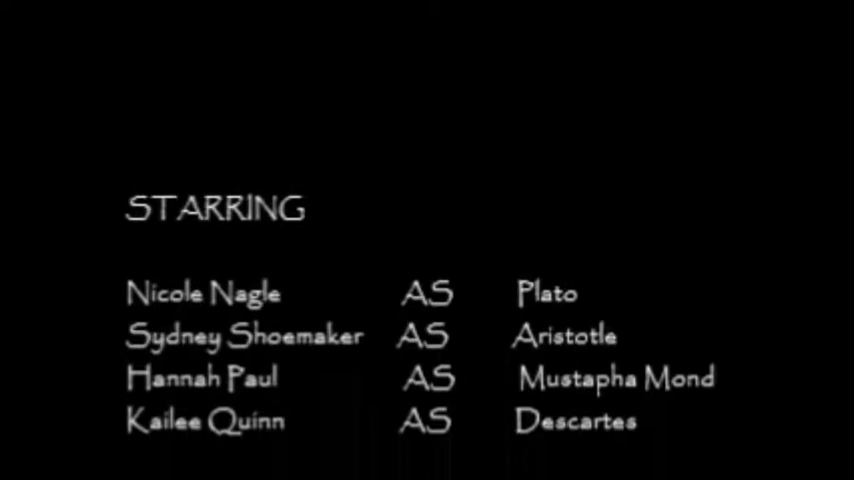 STARRING
Nicole Nagle AS Plato
Sydney Shoemaker AS Aristotle
Hannah Paul AS Mustapha Mond
Kailee Quinn AS Descartes